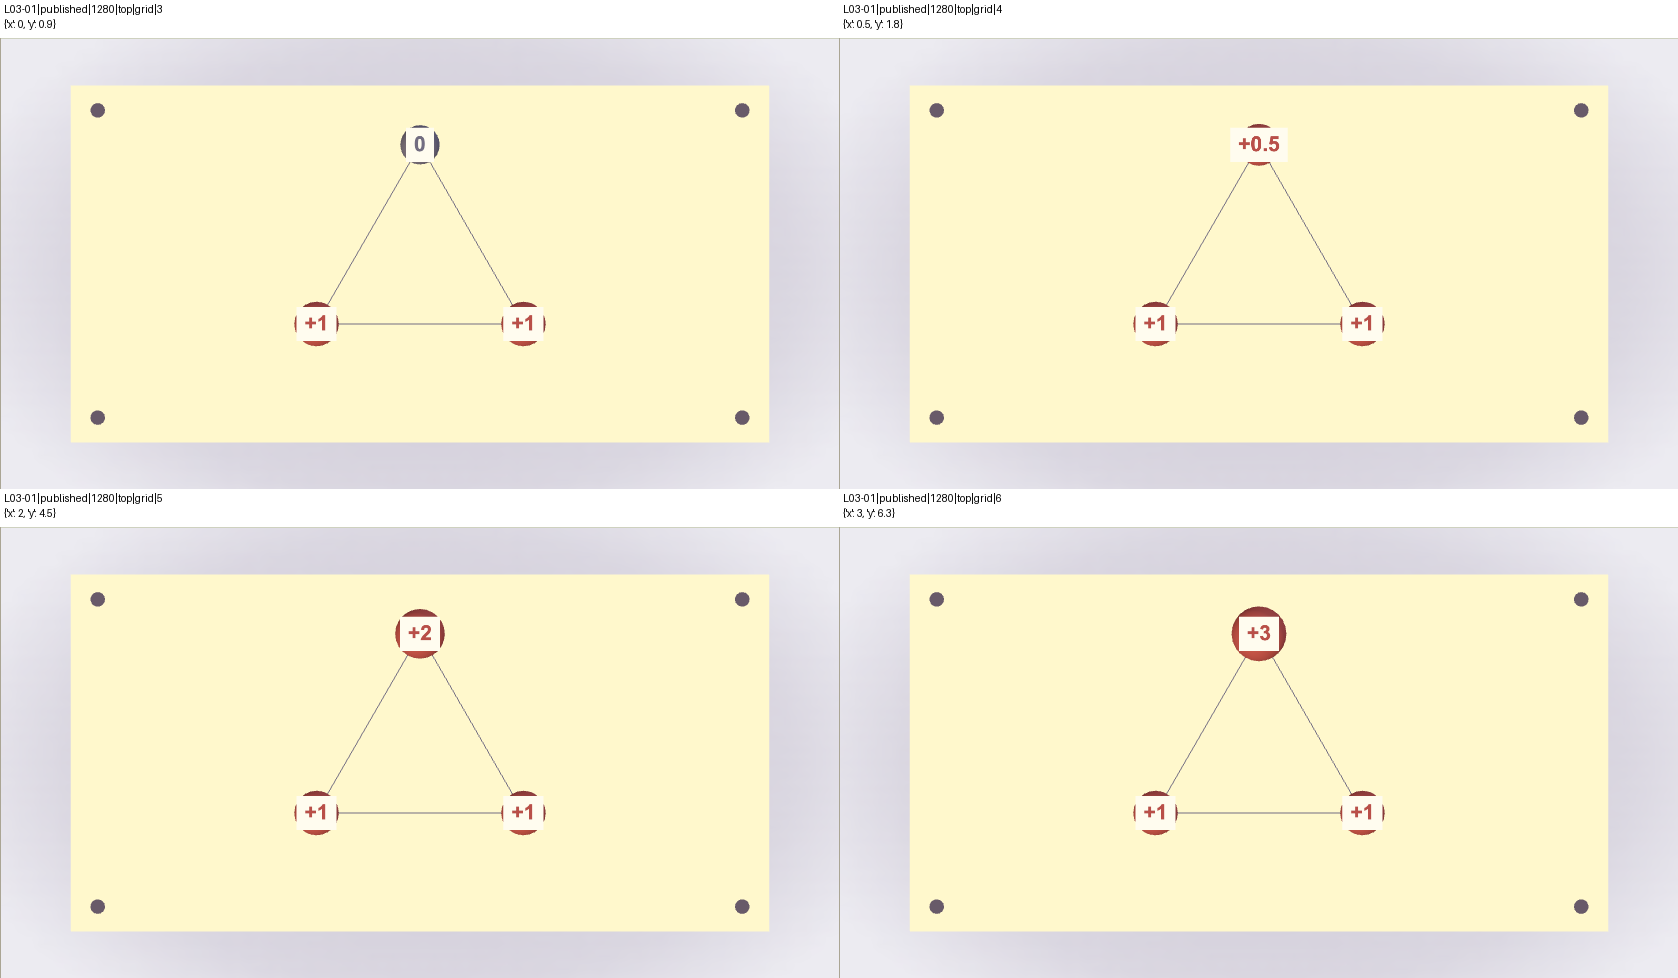 L03-01|published|1280|top|grid|3
{'x': 0, 'y': 0.9}
0
+1 +1
L03-01|published|1280|top|grid|4
{'x': 0.5, 'y': 1.8}
+0.5
+1 +1
L03-01|published|1280|top|grid|5
{'x': 2, 'y': 4.5}
+2
+1 +1
L03-01|published|1280|top|grid|6
{'x': 3, 'y': 6.3}
+3
+1 +1